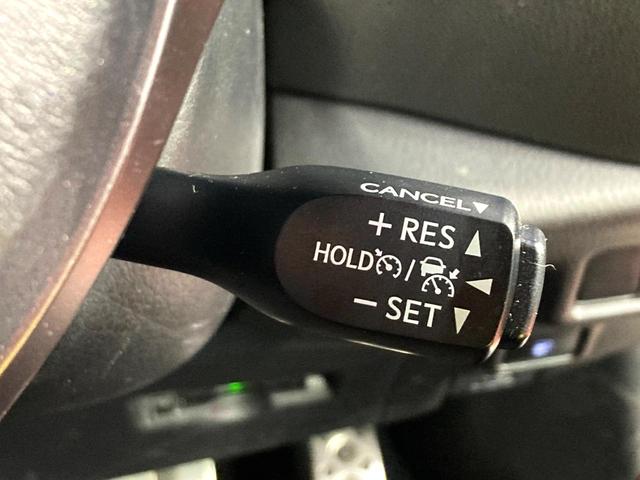 CANCEL▼
+ RES ▲
HOLD / ◀
− SET ▼